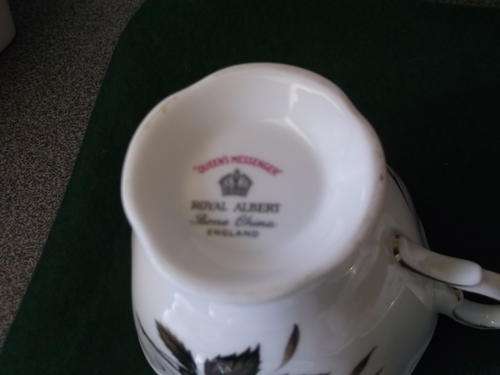 "QUEEN'S MESSENGER"
ROYAL ALBERT
Bone China
ENGLAND